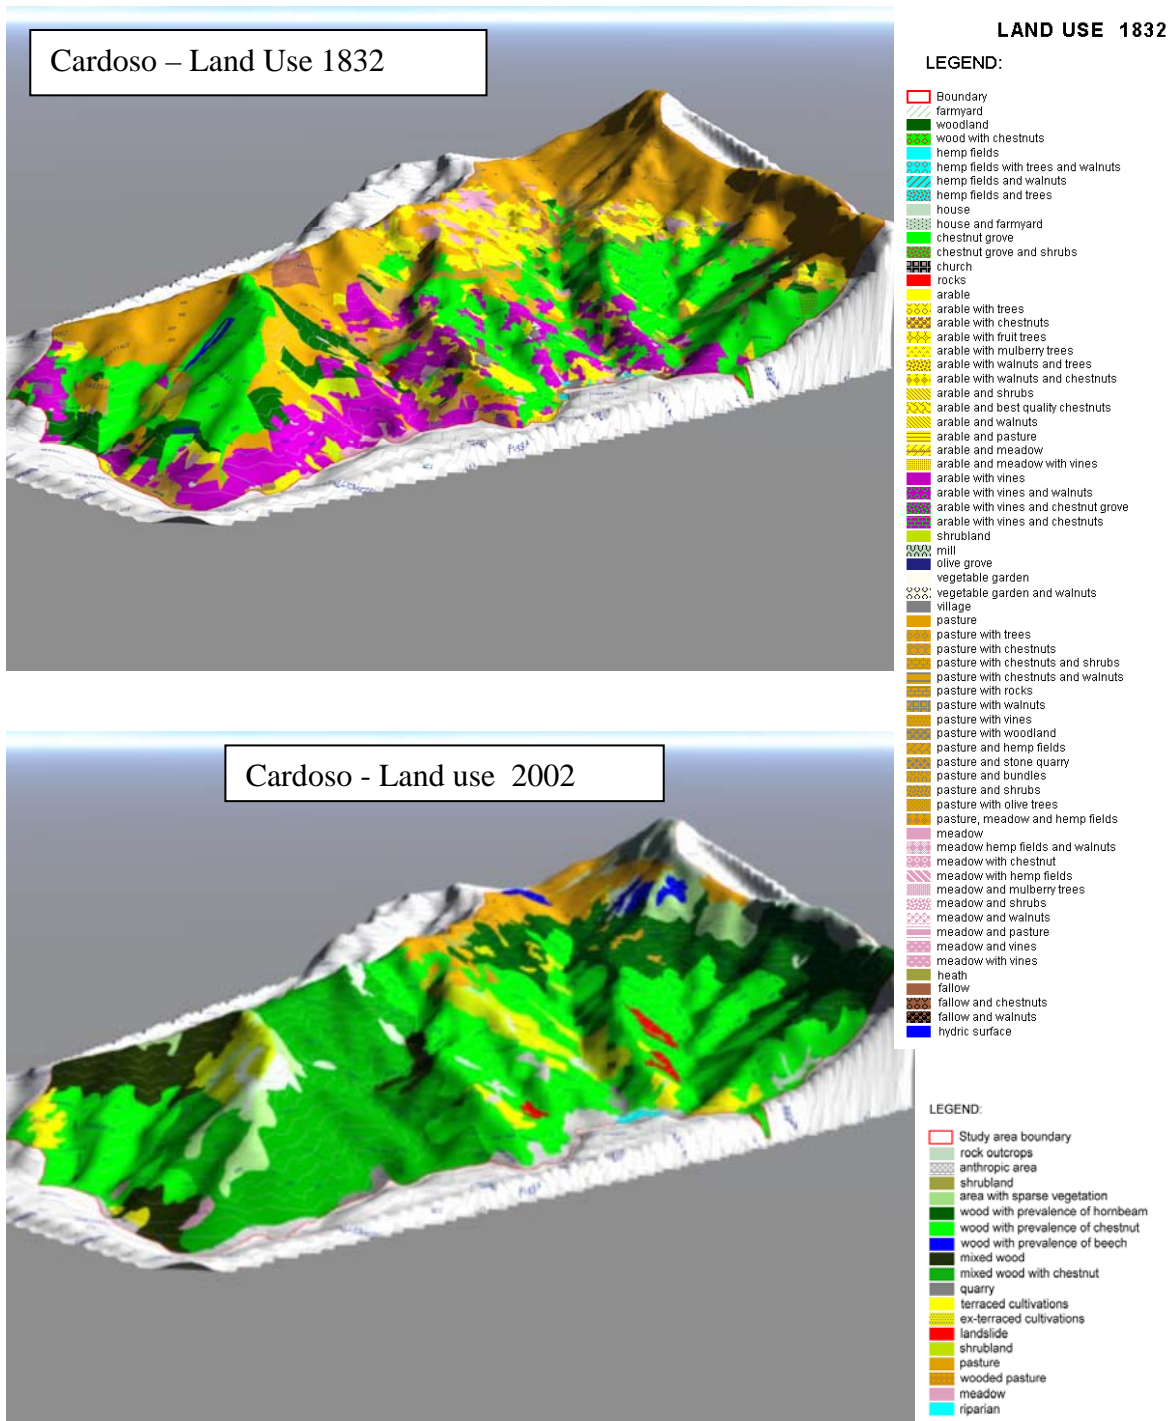 Cardoso – Land Use 1832
LAND USE 1832
LEGEND:
Boundary
farmyard
woodland
wood with chestnuts
hemp fields
hemp fields with trees and walnuts
hemp fields and walnuts
hemp fields and trees
house
house and farmyard
chestnut grove
chestnut grove and shrubs
church
rocks
arable
arable with trees
arable with chestnuts
arable with fruit trees
arable with mulberry trees
arable with walnuts and trees
arable with walnuts and chestnuts
arable and shrubs
arable and best quality chestnuts
arable and walnuts
arable and pasture
arable and meadow
arable and meadow with vines
arable with vines
arable with vines and walnuts
arable with vines and chestnut grove
arable with vines and chestnuts
shrubland
mill
olive grove
vegetable garden
vegetable garden and walnuts
village
pasture
pasture with trees
pasture with chestnuts
pasture with chestnuts and shrubs
pasture with chestnuts and walnuts
pasture with rocks
pasture with walnuts
pasture with vines
pasture with woodland
pasture and hemp fields
pasture and stone quarry
pasture and bundles
pasture and shrubs
pasture with olive trees
pasture, meadow and hemp fields
meadow
meadow hemp fields and walnuts
meadow with chestnut
meadow with hemp fields
meadow and mulberry trees
meadow and shrubs
meadow and walnuts
meadow and pasture
meadow and vines
meadow with vines
heath
fallow
fallow and chestnuts
fallow and walnuts
hydric surface
Cardoso - Land use 2002
LEGEND:
Study area boundary
rock outcrops
anthropic area
shrubland
area with sparse vegetation
wood with prevalence of hornbeam
wood with prevalence of chestnut
wood with prevalence of beech
mixed wood
mixed wood with chestnut
quarry
terraced cultivations
ex-terraced cultivations
landslide
shrubland
pasture
wooded pasture
meadow
riparian